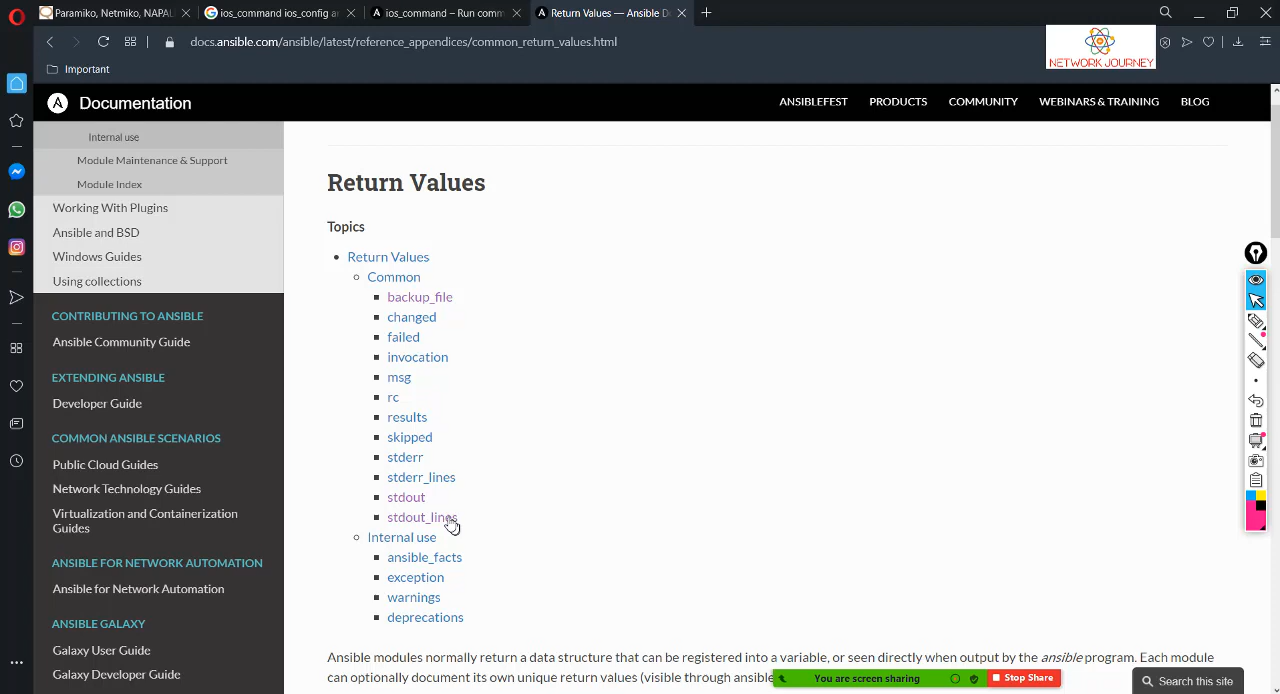 Paramiko, Netmiko, NAPAL
ios_command ios_config ar
ios_command – Run comm
Return Values — Ansible D
docs.ansible.com/ansible/latest/reference_appendices/common_return_values.html
Important
NETWORK JOURNEY
Documentation
ANSIBLEFEST
PRODUCTS
COMMUNITY
WEBINARS & TRAINING
BLOG
Internal use
Module Maintenance & Support
Module Index
Working With Plugins
Ansible and BSD
Windows Guides
Using collections
CONTRIBUTING TO ANSIBLE
Ansible Community Guide
EXTENDING ANSIBLE
Developer Guide
COMMON ANSIBLE SCENARIOS
Public Cloud Guides
Network Technology Guides
Virtualization and Containerization
Guides
ANSIBLE FOR NETWORK AUTOMATION
Ansible for Network Automation
ANSIBLE GALAXY
Galaxy User Guide
Galaxy Developer Guide
Return Values
Topics
Return Values
Common
backup_file
changed
failed
invocation
msg
rc
results
skipped
stderr
stderr_lines
stdout
stdout_lines
Internal use
ansible_facts
exception
warnings
deprecations
Ansible modules normally return a data structure that can be registered into a variable, or seen directly when output by the ansible program. Each module
can optionally document its own unique return values (visible through ansible
You are screen sharing
Stop Share
Search this site